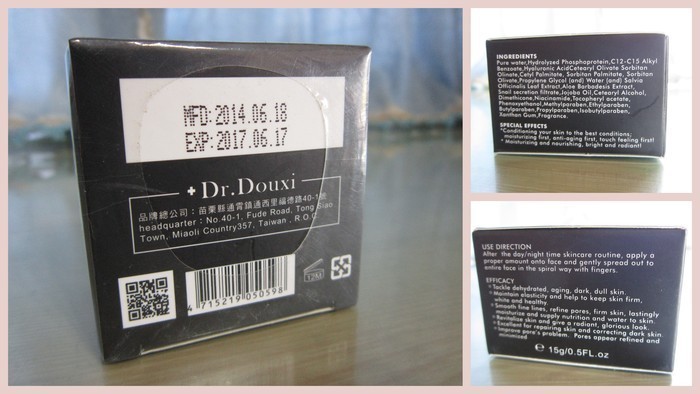 MFD:2014.06.18
EXP:2017.06.17
Dr.Douxi
品牌總公司：苗栗縣通霄鎮通西里福德路40-1號
headquarter：No.40-1, Fude Road, Tong Siao
Town, Miaoli Country357, Taiwan , R.O.C
12M
4 715219 050598
INGREDIENTS
Pure water,Hydrolyzed Phosphoprotein,C12-C15 Alkyl
Benzoate,Hyaluronic AcidCetearyl Olivate Sorbitan
Olinate,Cetyl Palmitate, Sorbitan Palmitate, Sorbitan
Olivate,Propylene Glycol (and) Water (and) Salvia
Officinalis Leaf Extract,Aloe Barbadesis Extract,
Snail secretion filtrate,Jojoba Oil,Cetearyl Alcohol,
Dimethicone,Niacinamide,Tocopheryl acetate,
Phenoxyethanol,Methylparaben,Ethylparaben,
Butylparaben,Propylparaben,Isobutylparaben,
Xanthan Gum,Fragrance.
SPECIAL EFFECTS
*Conditioning your skin to the best conditions,
moisturizing first, anti-aging first, touch feeling first!
* Moisturizing and nourishing, bright and radiant!
USE DIRECTION
After the day/night time skincare routine, apply a
proper amount onto face and gently spread out to
entire face in the spiral way with fingers.
EFFICACY
Tackle dehydrated, aging, dark, dull skin.
Maintain elasticity and help to keep skin firm,
white and healthy.
Smooth fine lines, refine pores, firm skin, lastingly
moisturize and supply nutrition and water to skin.
Revitalize skin and give a radiant, glorious look.
Excellent for repairing skin and correcting dark skin.
Improve pore's problem. Pores appear refined and
minimized
℮ 15g/0.5FL.oz